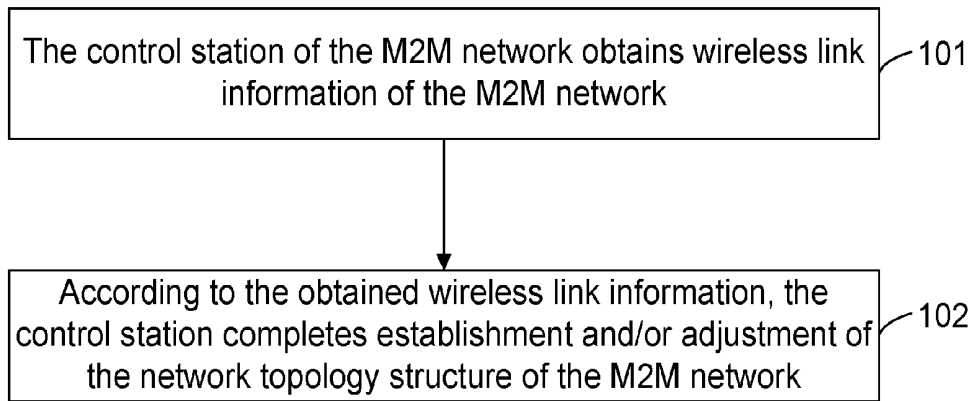 The control station of the M2M network obtains wireless link
information of the M2M network
101
According to the obtained wireless link information, the
control station completes establishment and/or adjustment of
the network topology structure of the M2M network
102